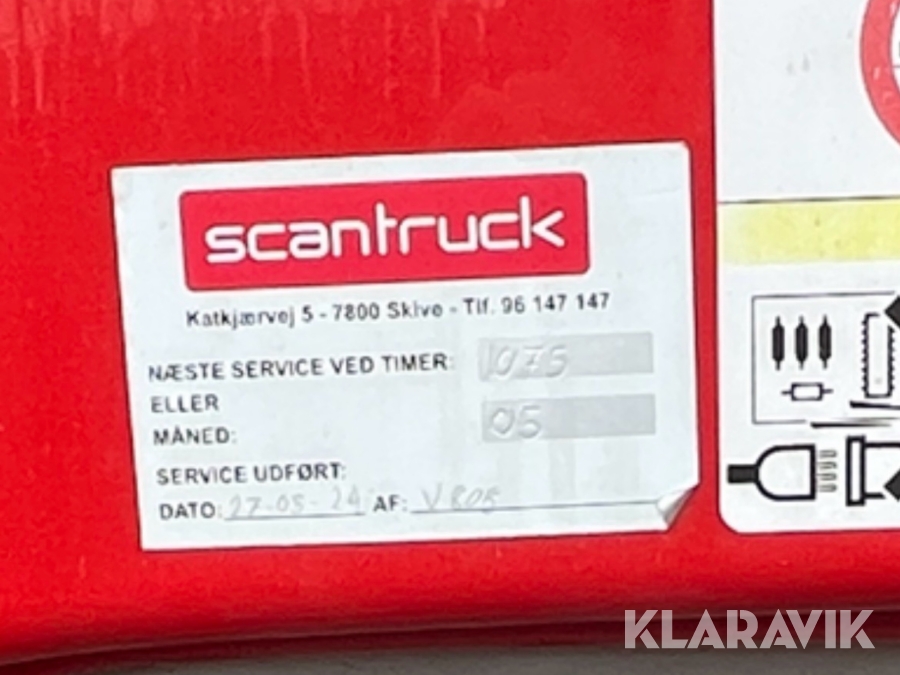 scantruck
Katkjærvej 5 - 7800 Skive - Tlf. 96 147 147
NÆSTE SERVICE VED TIMER: 1075
ELLER
MÅNED: 05
SERVICE UDFØRT:
DATO: 27-05-24 AF:
KLARAVIK